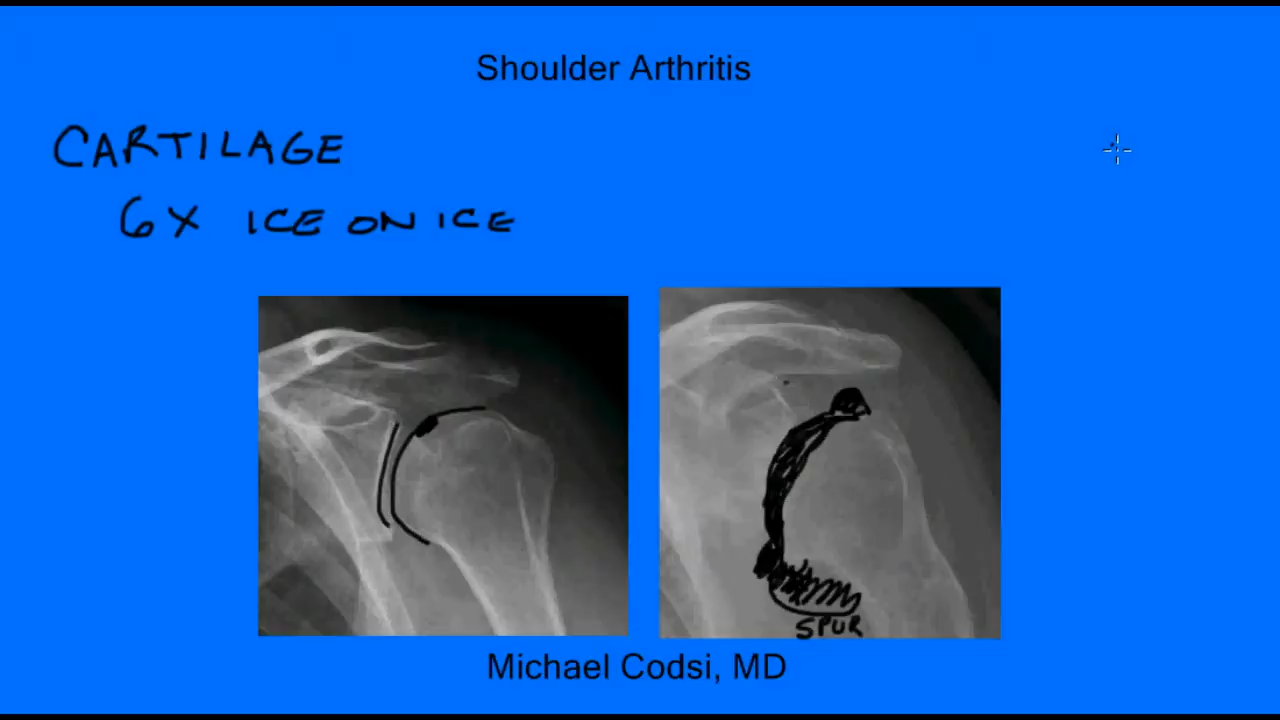 Shoulder Arthritis
CARTILAGE
6X ICE ON ICE
SPUR
Michael Codsi, MD